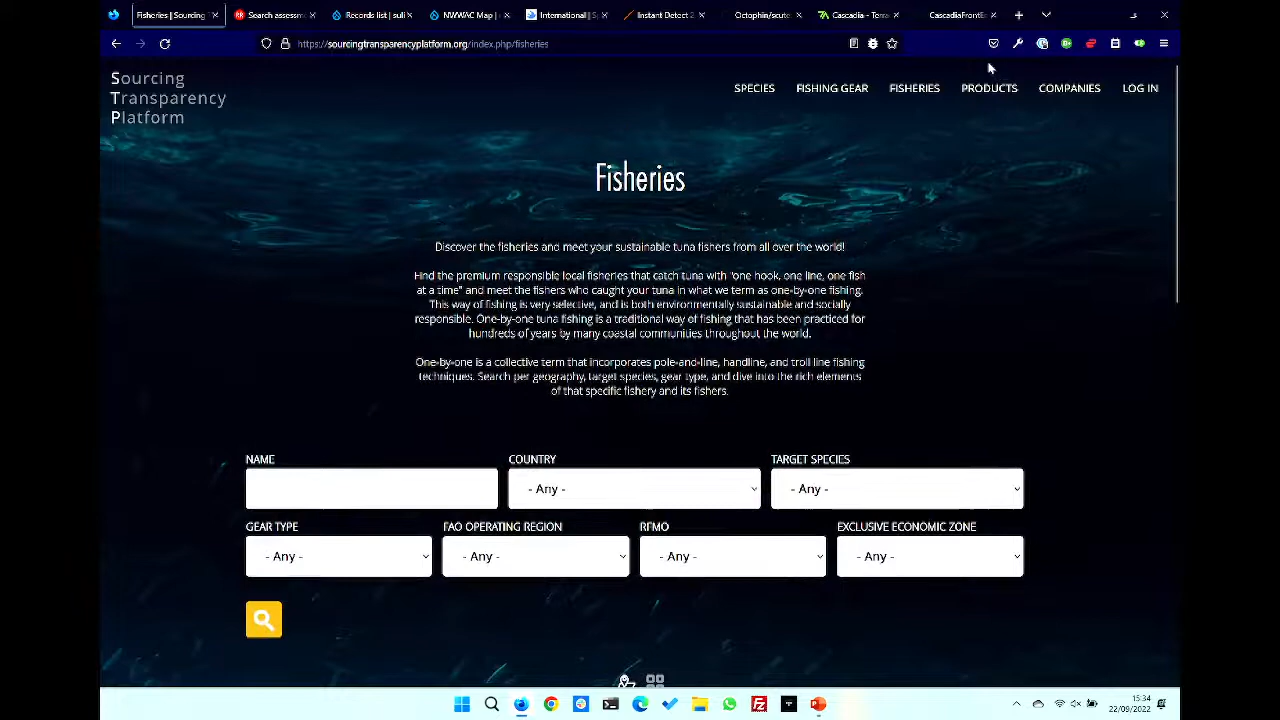 Fisheries | Sourcing
Search assessm
Records list | suli
NWWAC Map |
International | Sp
Instant Detect 2
Octophin/scute
Cascadia - Terra
CascadiaFrontE
https://sourcingtransparencyplatform.org/index.php/fisheries
Sourcing
Transparency
Platform
SPECIES
FISHING GEAR
FISHERIES
PRODUCTS
COMPANIES
LOG IN
Fisheries
Discover the fisheries and meet your sustainable tuna fishers from all over the world!
Find the premium responsible local fisheries that catch tuna with "one hook, one line, one fish
at a time" and meet the fishers who caught your tuna in what we term as one-by-one fishing.
This way of fishing is very selective, and is both environmentally sustainable and socially
responsible. One-by-one tuna fishing is a traditional way of fishing that has been practiced for
hundreds of years by many coastal communities throughout the world.
One-by-one is a collective term that incorporates pole-and-line, handline, and troll line fishing
techniques. Search per geography, target species, gear type, and dive into the rich elements
of that specific fishery and its fishers.
NAME
COUNTRY
TARGET SPECIES
- Any -
- Any -
GEAR TYPE
FAO OPERATING REGION
RFMO
EXCLUSIVE ECONOMIC ZONE
- Any -
- Any -
- Any -
- Any -
15:34
22/09/2022